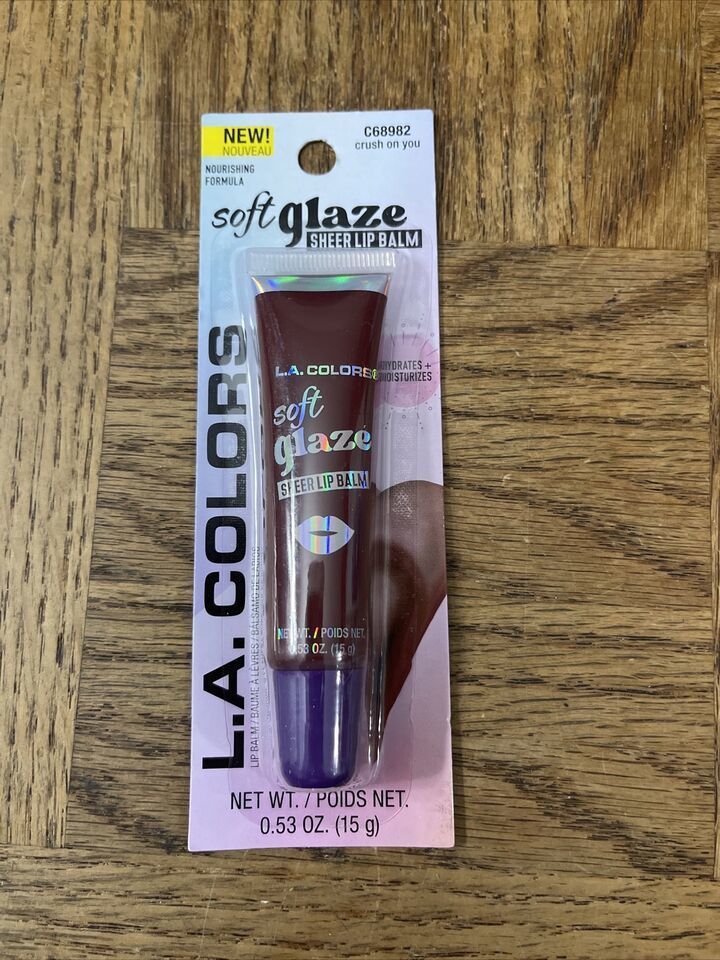 NEW!
NOUVEAU
C68982
crush on you
NOURISHING
FORMULA
soft glaze
SHEER LIP BALM
HYDRATES +
MOISTURIZES
L.A. COLORS
LIP BALM / BAUME À LÈVRES / BÁLSAMO DE LABIOS
L.A. COLORS®
soft
glaze
SHEER LIP BALM
NET WT. / POIDS NET.
0.53 OZ. (15 g)
NET WT. / POIDS NET.
0.53 OZ. (15 g)